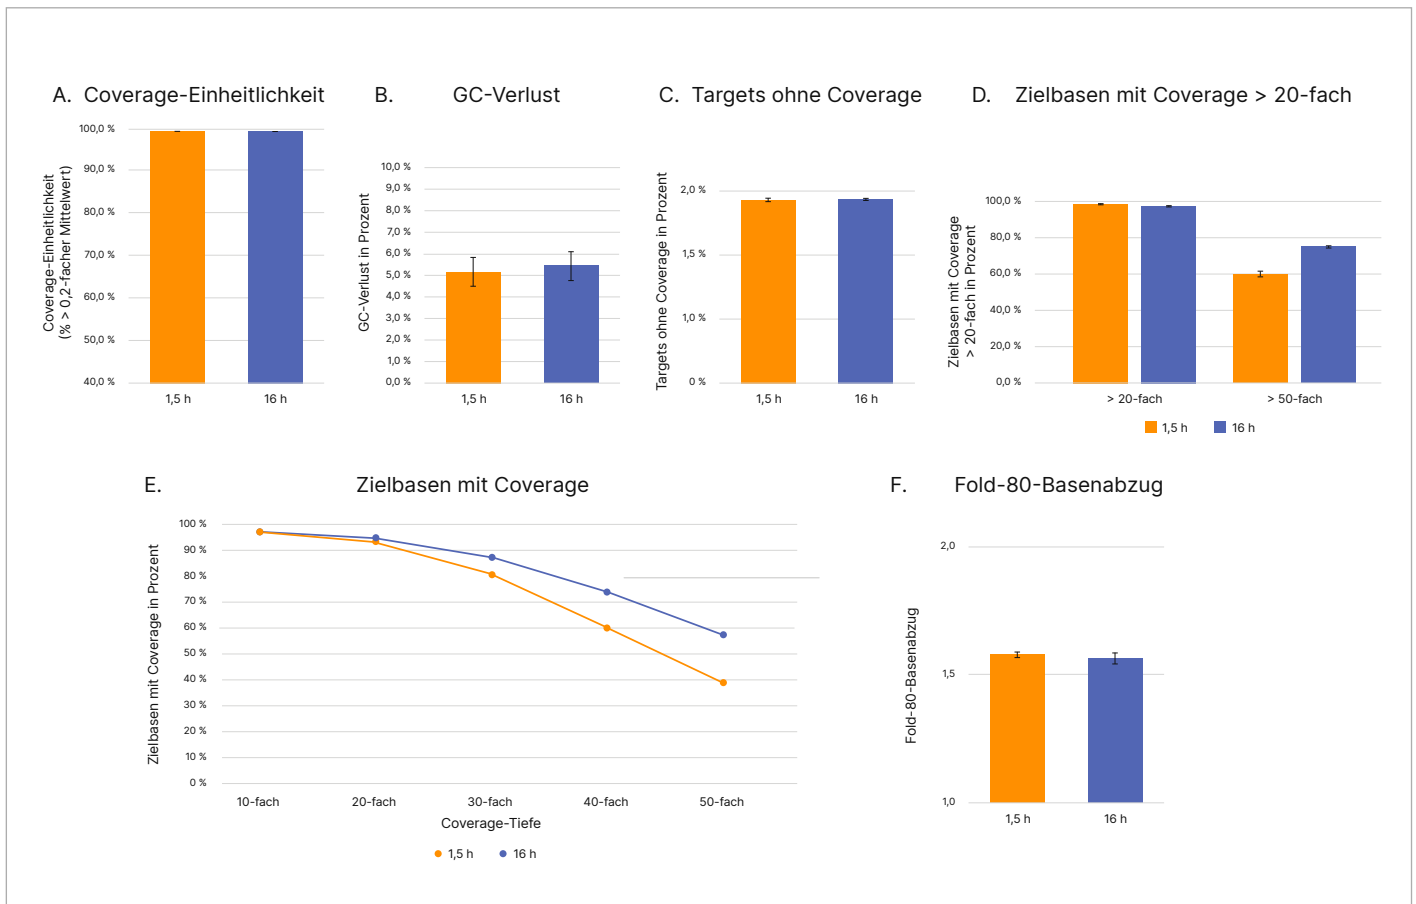 A. Coverage-Einheitlichkeit
Coverage-Einheitlichkeit
(% > 0,2-facher Mittelwert)
100,0 %
90,0 %
80,0 %
70,0 %
60,0 %
50,0 %
40,0 %
1,5 h
16 h
B. GC-Verlust
GC-Verlust in Prozent
10,0 %
9,0 %
8,0 %
7,0 %
6,0 %
5,0 %
4,0 %
3,0 %
2,0 %
1,0 %
0,0 %
1,5 h
16 h
C. Targets ohne Coverage
Targets ohne Coverage in Prozent
2,0 %
1,5 %
1,0 %
0 %
1,5 h
16 h
D. Zielbasen mit Coverage > 20-fach
Zielbasen mit Coverage
> 20-fach in Prozent
100,0 %
80,0 %
60,0 %
40,0 %
20,0 %
0,0 %
> 20-fach
> 50-fach
1,5 h
16 h
E. Zielbasen mit Coverage
Zielbasen mit Coverage in Prozent
100 %
90 %
80 %
70 %
60 %
50 %
40 %
30 %
20 %
10 %
0 %
10-fach
20-fach
30-fach
40-fach
50-fach
Coverage-Tiefe
1,5 h
16 h
F. Fold-80-Basenabzug
Fold-80-Basenabzug
2,0
1,5
1,0
1,5 h
16 h